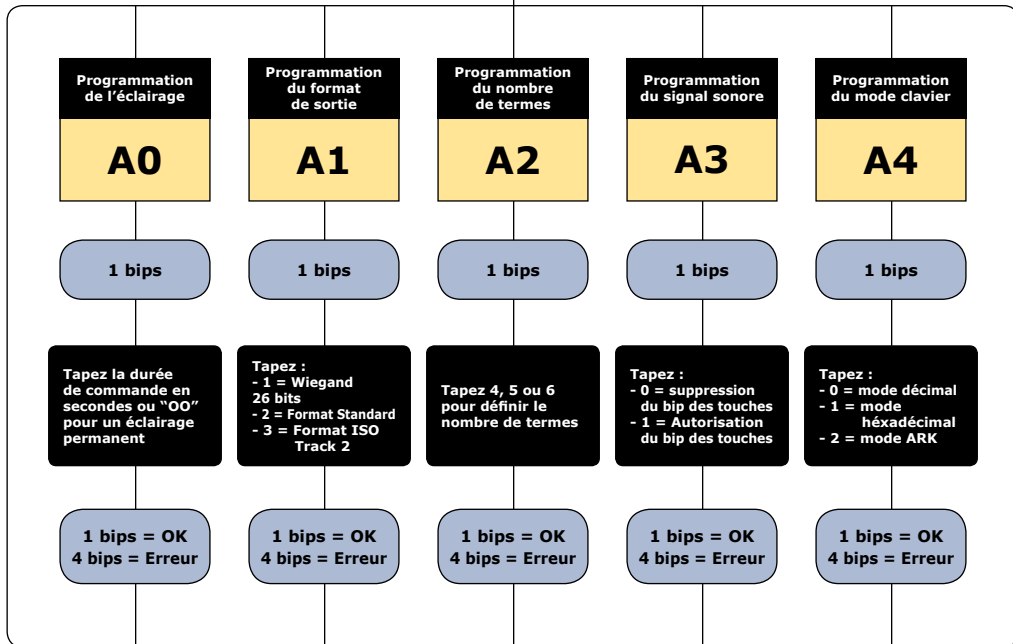 Programmation
de l'éclairage
A0
1 bips
Tapez la durée
de commande en
secondes ou “OO”
pour un éclairage
permanent
1 bips = OK
4 bips = Erreur
Programmation
du format
de sortie
A1
1 bips
Tapez :
- 1 = Wiegand
26 bits
- 2 = Format Standard
- 3 = Format ISO
Track 2
1 bips = OK
4 bips = Erreur
Programmation
du nombre
de termes
A2
1 bips
Tapez 4, 5 ou 6
pour définir le
nombre de termes
1 bips = OK
4 bips = Erreur
Programmation
du signal sonore
A3
1 bips
Tapez :
- 0 = suppression
du bip des touches
- 1 = Autorisation
du bip des touches
1 bips = OK
4 bips = Erreur
Programmation
du mode clavier
A4
1 bips
Tapez :
- 0 = mode décimal
- 1 = mode
héxadécimal
- 2 = mode ARK
1 bips = OK
4 bips = Erreur